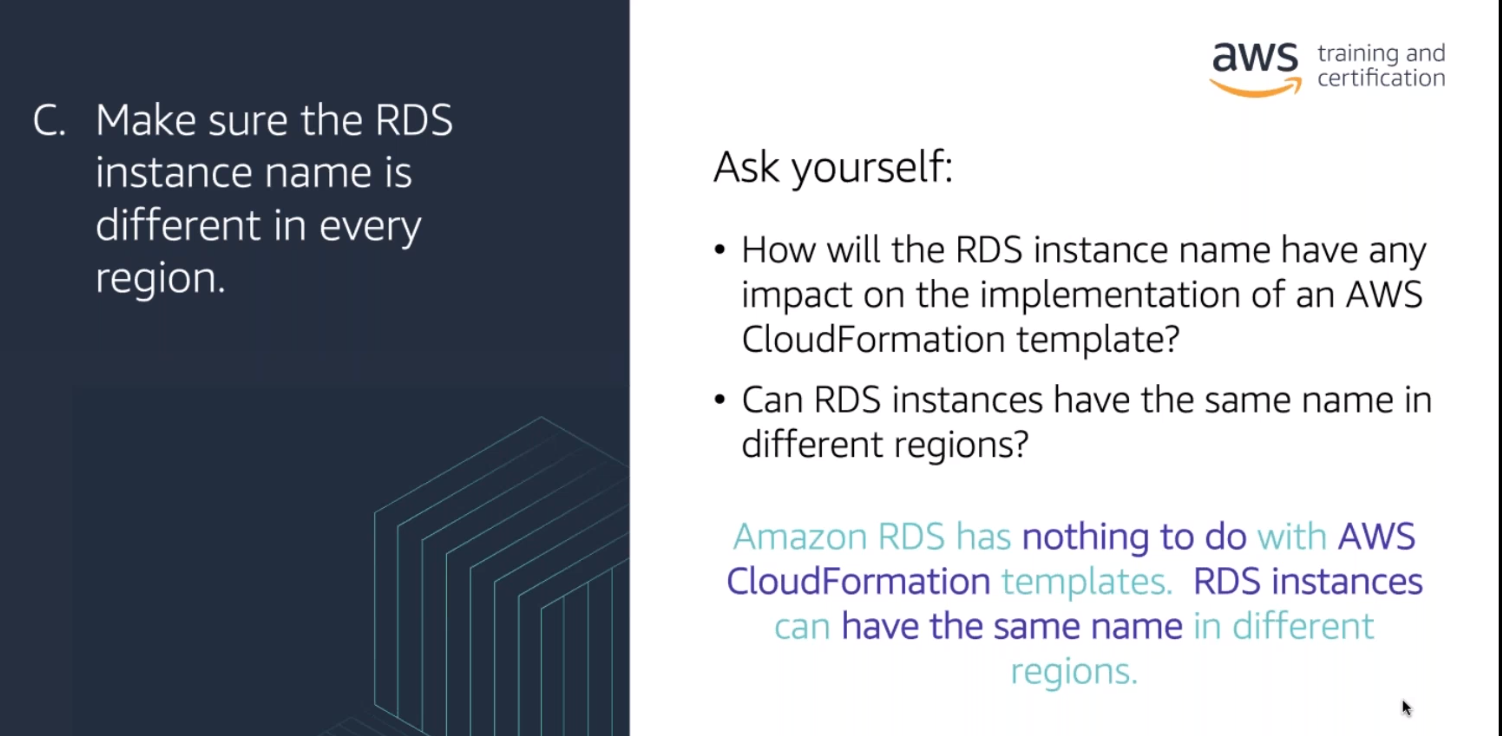 C. Make sure the RDS
instance name is
different in every
region.
aws training and
certification
Ask yourself:
• How will the RDS instance name have any
impact on the implementation of an AWS
CloudFormation template?
• Can RDS instances have the same name in
different regions?
Amazon RDS has nothing to do with AWS
CloudFormation templates. RDS instances
can have the same name in different
regions.